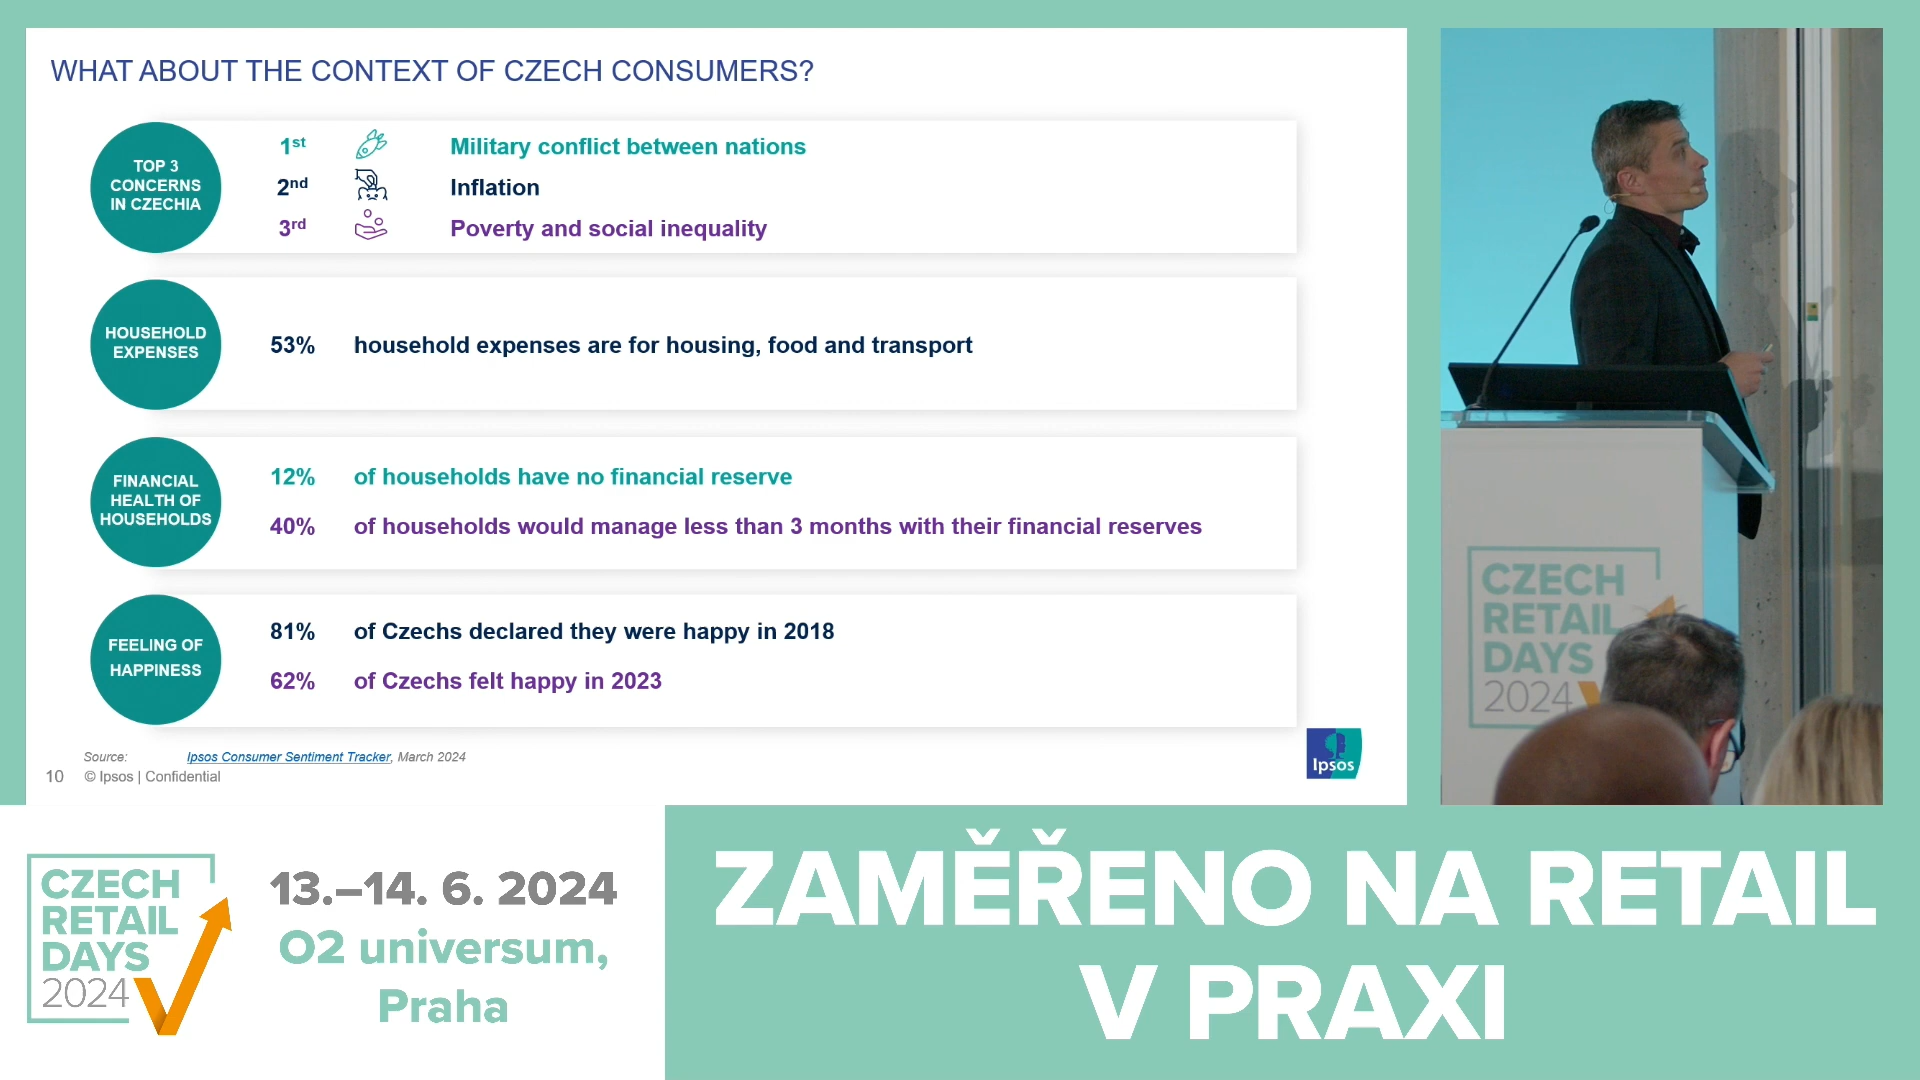 WHAT ABOUT THE CONTEXT OF CZECH CONSUMERS?
TOP 3
CONCERNS
IN CZECHIA
1st Military conflict between nations
2nd Inflation
3rd Poverty and social inequality
HOUSEHOLD
EXPENSES
53% household expenses are for housing, food and transport
FINANCIAL
HEALTH OF
HOUSEHOLDS
12% of households have no financial reserve
40% of households would manage less than 3 months with their financial reserves
FEELING OF
HAPPINESS
81% of Czechs declared they were happy in 2018
62% of Czechs felt happy in 2023
Source: Ipsos Consumer Sentiment Tracker, March 2024
10 © Ipsos | Confidential
Ipsos
CZECH
RETAIL
DAYS
2024
CZECH
RETAIL
DAYS
2024
13.–14. 6. 2024
O2 universum,
Praha
ZAMĚŘENO NA RETAIL
V PRAXI